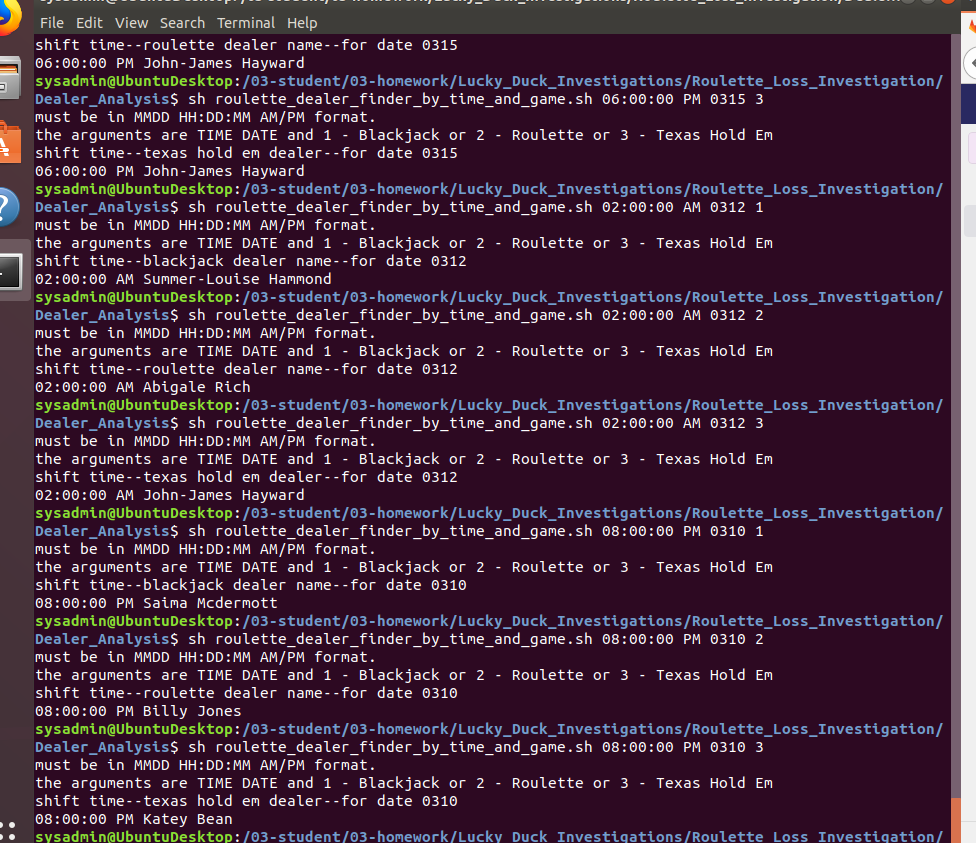 File Edit View Search Terminal Help
shift time--roulette dealer name--for date 0315
06:00:00 PM John-James Hayward
sysadmin@UbuntuDesktop:/03-student/03-homework/Lucky_Duck_Investigations/Roulette_Loss_Investigation/
Dealer_Analysis$ sh roulette_dealer_finder_by_time_and_game.sh 06:00:00 PM 0315 3
must be in MMDD HH:DD:MM AM/PM format.
the arguments are TIME DATE and 1 - Blackjack or 2 - Roulette or 3 - Texas Hold Em
shift time--texas hold em dealer--for date 0315
06:00:00 PM John-James Hayward
sysadmin@UbuntuDesktop:/03-student/03-homework/Lucky_Duck_Investigations/Roulette_Loss_Investigation/
Dealer_Analysis$ sh roulette_dealer_finder_by_time_and_game.sh 02:00:00 AM 0312 1
must be in MMDD HH:DD:MM AM/PM format.
the arguments are TIME DATE and 1 - Blackjack or 2 - Roulette or 3 - Texas Hold Em
shift time--blackjack dealer name--for date 0312
02:00:00 AM Summer-Louise Hammond
sysadmin@UbuntuDesktop:/03-student/03-homework/Lucky_Duck_Investigations/Roulette_Loss_Investigation/
Dealer_Analysis$ sh roulette_dealer_finder_by_time_and_game.sh 02:00:00 AM 0312 2
must be in MMDD HH:DD:MM AM/PM format.
the arguments are TIME DATE and 1 - Blackjack or 2 - Roulette or 3 - Texas Hold Em
shift time--roulette dealer name--for date 0312
02:00:00 AM Abigale Rich
sysadmin@UbuntuDesktop:/03-student/03-homework/Lucky_Duck_Investigations/Roulette_Loss_Investigation/
Dealer_Analysis$ sh roulette_dealer_finder_by_time_and_game.sh 02:00:00 AM 0312 3
must be in MMDD HH:DD:MM AM/PM format.
the arguments are TIME DATE and 1 - Blackjack or 2 - Roulette or 3 - Texas Hold Em
shift time--texas hold em dealer--for date 0312
02:00:00 AM John-James Hayward
sysadmin@UbuntuDesktop:/03-student/03-homework/Lucky_Duck_Investigations/Roulette_Loss_Investigation/
Dealer_Analysis$ sh roulette_dealer_finder_by_time_and_game.sh 08:00:00 PM 0310 1
must be in MMDD HH:DD:MM AM/PM format.
the arguments are TIME DATE and 1 - Blackjack or 2 - Roulette or 3 - Texas Hold Em
shift time--blackjack dealer name--for date 0310
08:00:00 PM Saima Mcdermott
sysadmin@UbuntuDesktop:/03-student/03-homework/Lucky_Duck_Investigations/Roulette_Loss_Investigation/
Dealer_Analysis$ sh roulette_dealer_finder_by_time_and_game.sh 08:00:00 PM 0310 2
must be in MMDD HH:DD:MM AM/PM format.
the arguments are TIME DATE and 1 - Blackjack or 2 - Roulette or 3 - Texas Hold Em
shift time--roulette dealer name--for date 0310
08:00:00 PM Billy Jones
sysadmin@UbuntuDesktop:/03-student/03-homework/Lucky_Duck_Investigations/Roulette_Loss_Investigation/
Dealer_Analysis$ sh roulette_dealer_finder_by_time_and_game.sh 08:00:00 PM 0310 3
must be in MMDD HH:DD:MM AM/PM format.
the arguments are TIME DATE and 1 - Blackjack or 2 - Roulette or 3 - Texas Hold Em
shift time--texas hold em dealer--for date 0310
08:00:00 PM Katey Bean
sysadmin@UbuntuDesktop:/03-student/03-homework/Lucky_Duck_Investigations/Roulette_Loss_Investigation/